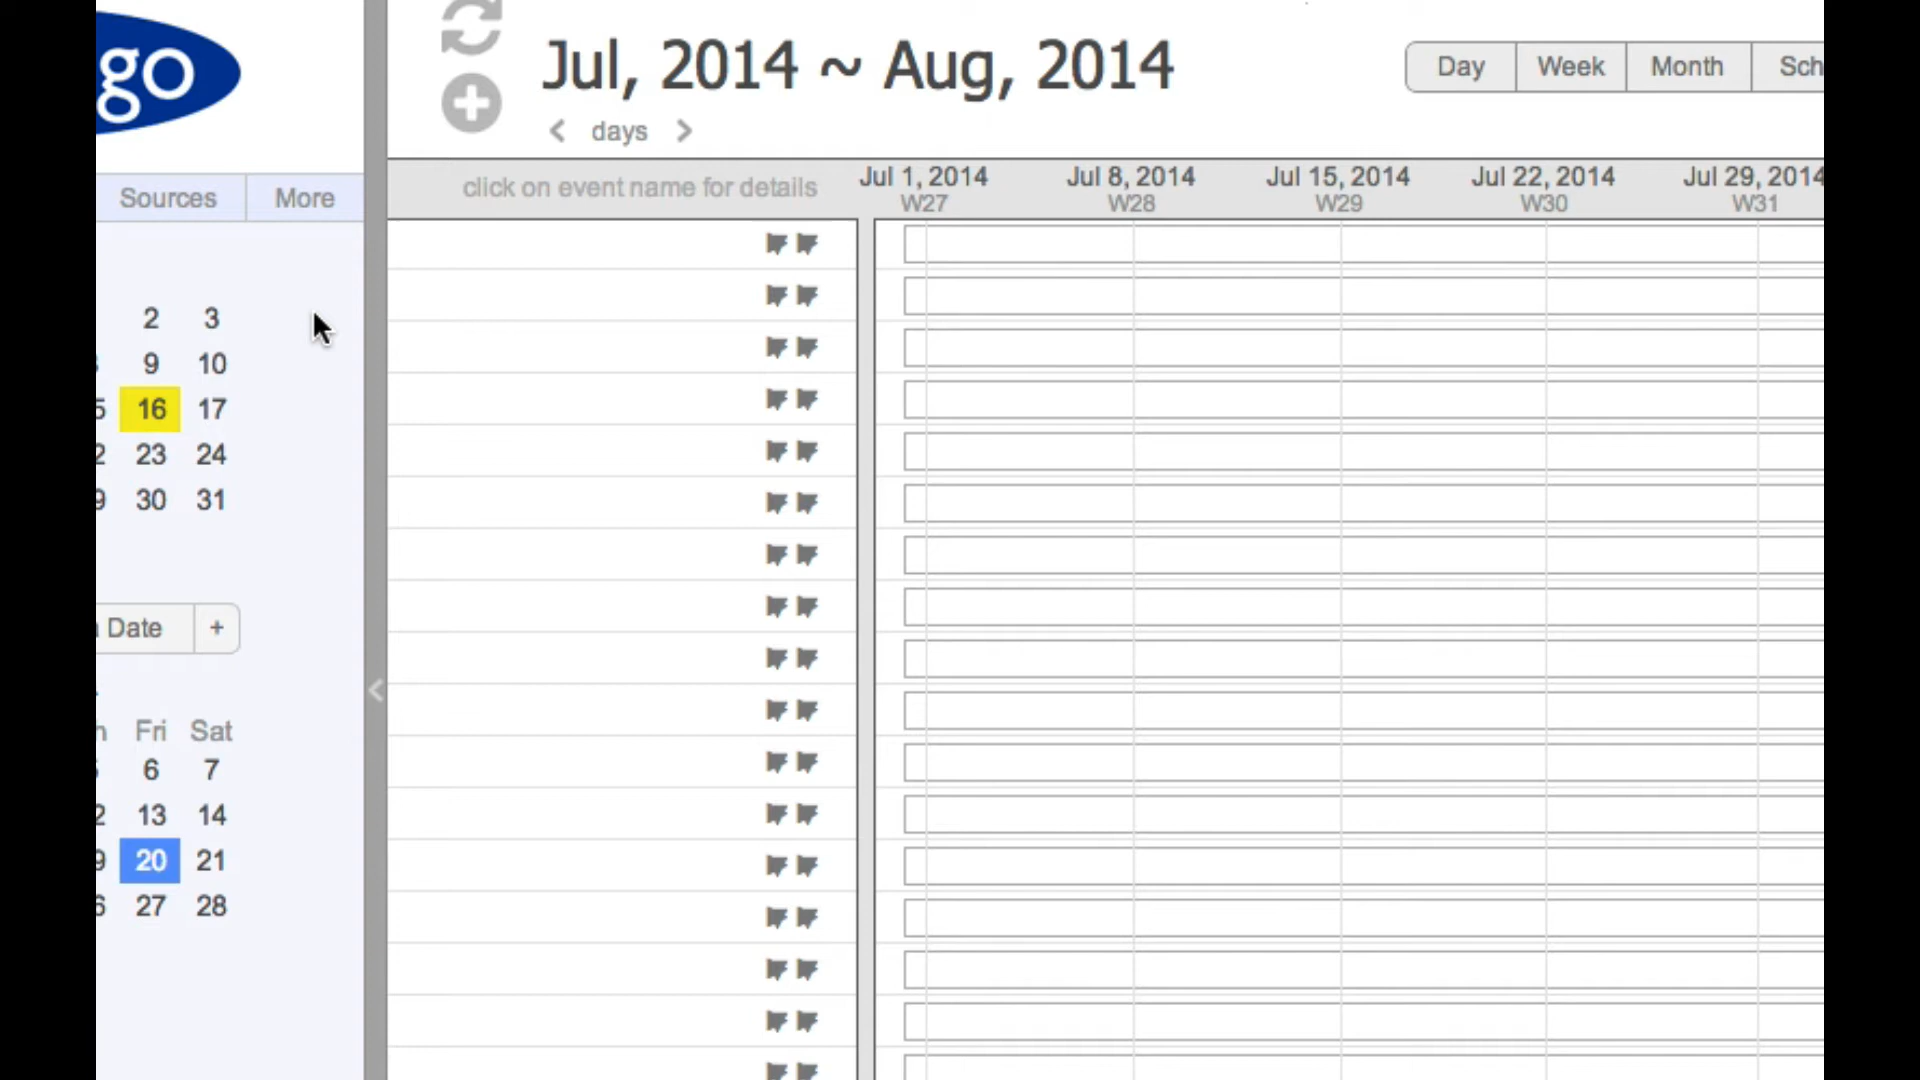 go
Sources More
2 3
9 10
16 17
23 24
30 31
Date +
Fri Sat
6 7
13 14
20 21
27 28
Jul, 2014 ~ Aug, 2014
< days >
Day Week Month Sch
click on event name for details
Jul 1, 2014 Jul 8, 2014 Jul 15, 2014 Jul 22, 2014 Jul 29, 2014
W27 W28 W29 W30 W31